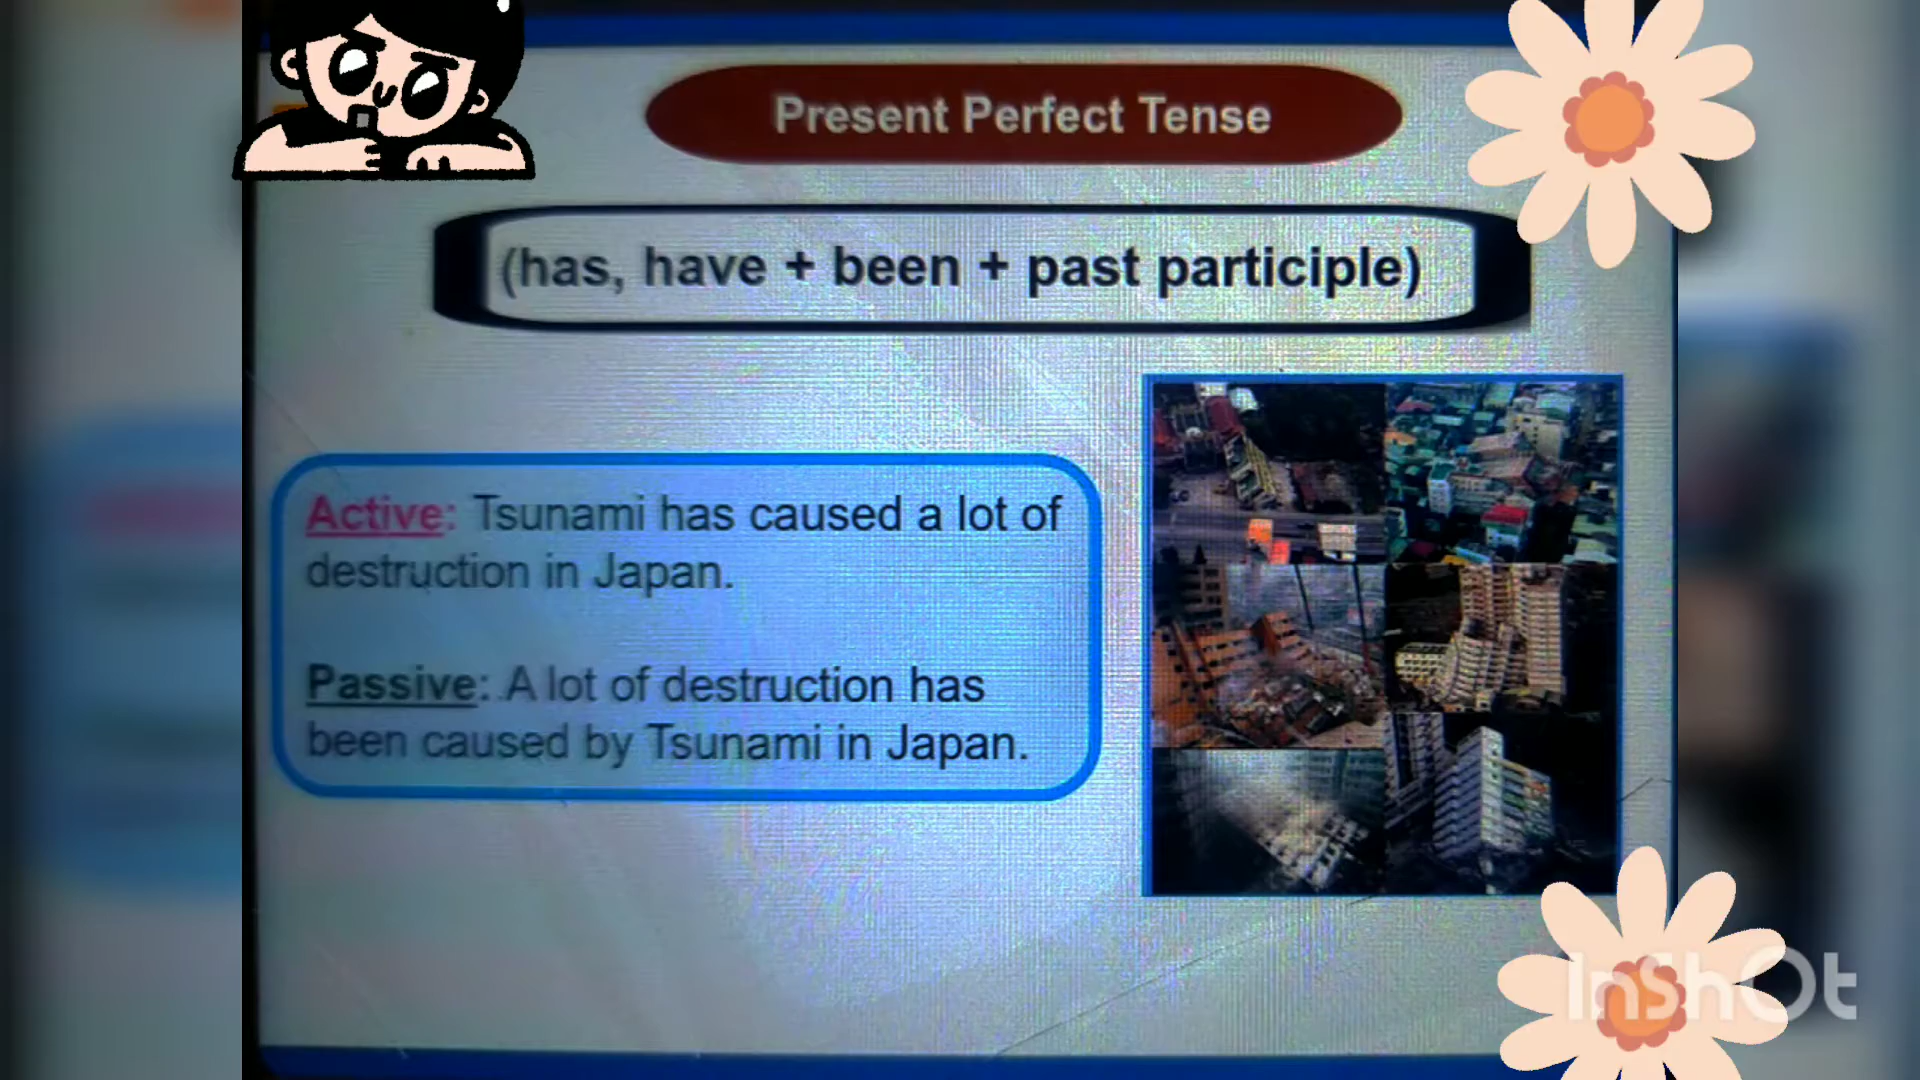 Present Perfect Tense
(has, have + been + past participle)
Active: Tsunami has caused a lot of
destruction in Japan.
Passive: A lot of destruction has
been caused by Tsunami in Japan.
InShOt